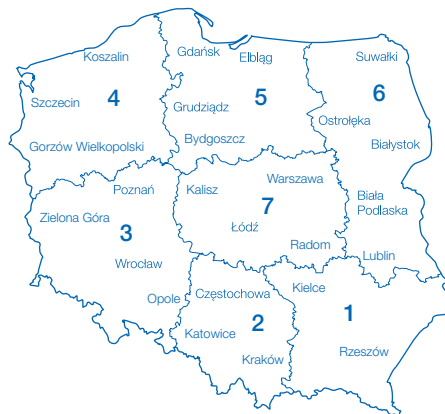 Koszalin
Szczecin
4
Gorzów Wielkopolski
Gdańsk
Elbląg
5
Grudziądz
Bydgoszcz
Suwałki
6
Ostrołęka
Białystok
Biała
Podlaska
Lublin
Poznań
Zielona Góra
3
Wrocław
Opole
Kalisz
Warszawa
7
Łódź
Radom
Częstochowa
Katowice
2
Kraków
Kielce
1
Rzeszów